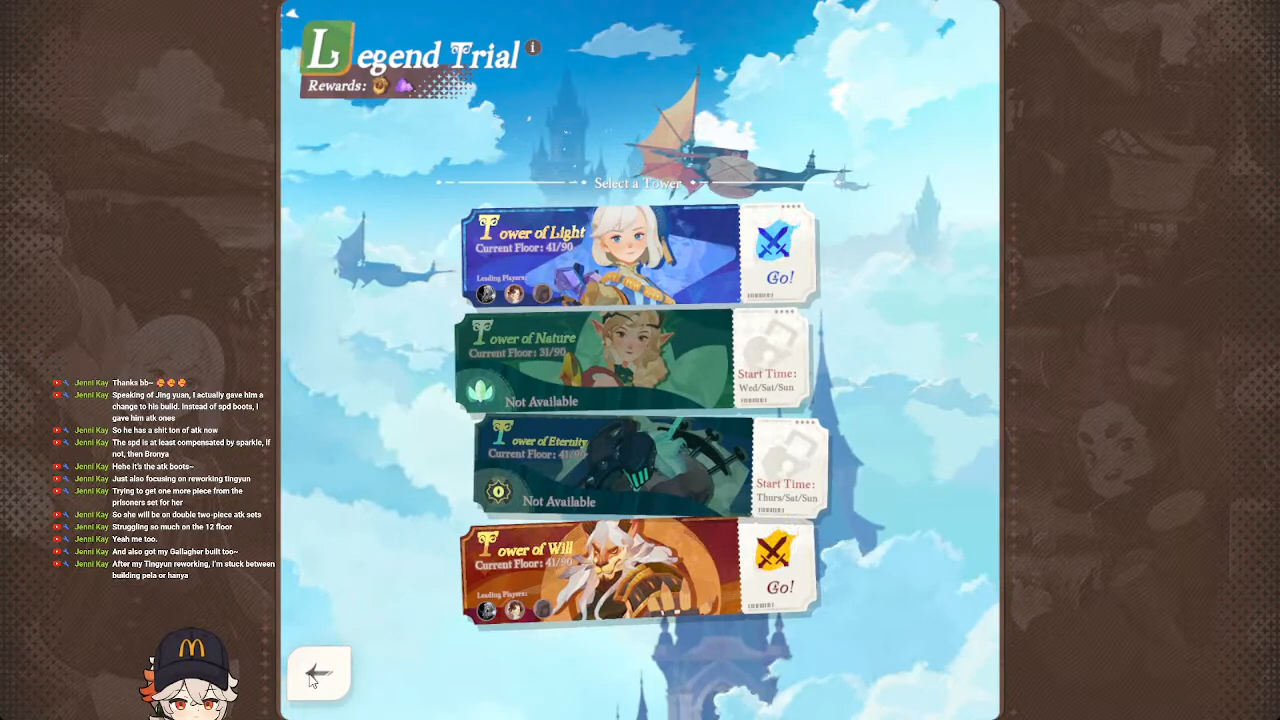 Legend Trial
Rewards:
Select a Tower
Tower of Light
Current Floor: 41/90
Leading Players:
Go!
Tower of Nature
Current Floor: 31/90
Not Available
Start Time:
Wed/Sat/Sun
Tower of Eternity
Current Floor: 41/90
Not Available
Start Time:
Thurs/Sat/Sun
Tower of Will
Current Floor: 41/90
Leading Players:
Go!
Jenni Kay Thanks bb~
Jenni Kay Speaking of Jing yuan, I actually gave him a
change to his build. Instead of spd boots, I
gave him atk ones
Jenni Kay So he has a shit ton of atk now
Jenni Kay The spd is at least compensated by sparkle, if
not, then Bronya
Jenni Kay Hehe it's the atk boots~
Jenni Kay Just also focusing on reworking tingyun
Jenni Kay Trying to get one more piece from the
prisoners set for her
Jenni Kay So she will be on double two-piece atk sets
Jenni Kay Struggling so much on the 12 floor
Jenni Kay Yeah me too.
Jenni Kay And also got my Gallagher built too~
Jenni Kay After my Tingyun reworking, I'm stuck between
building pela or hanya